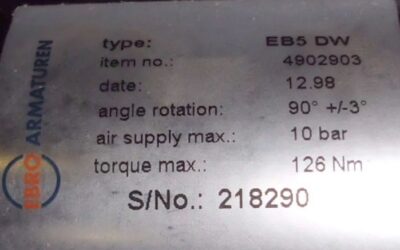 EBRO ARMATUREN
type: EB5 DW
item no.: 4902903
date: 12.98
angle rotation: 90° +/-3°
air supply max.: 10 bar
torque max.: 126 Nm
S/No.: 218290